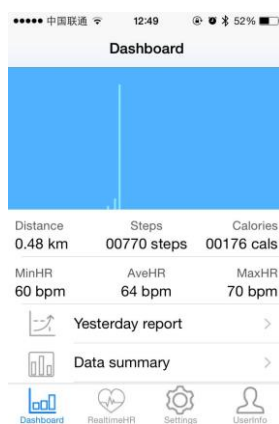 中国联通 12:49 52%
Dashboard
Distance Steps Calories
0.48 km 00770 steps 00176 cals
MinHR AveHR MaxHR
60 bpm 64 bpm 70 bpm
Yesterday report
Data summary
Dashboard RealtimeHR Settings UserInfo